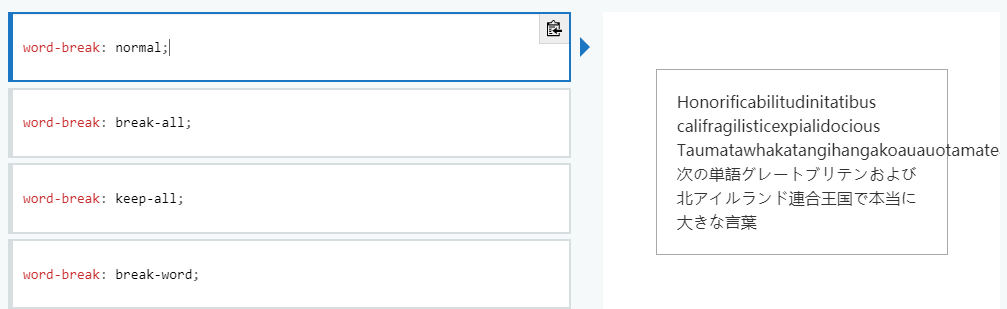 word-break: normal;
word-break: break-all;
word-break: keep-all;
word-break: break-word;
Honorificabilitudinitatibus
califragilisticexpialidocious
Taumatawhakatangihangakoauauotamate
次の単語グレートブリテンおよび
北アイルランド連合王国で本当に
大きな言葉